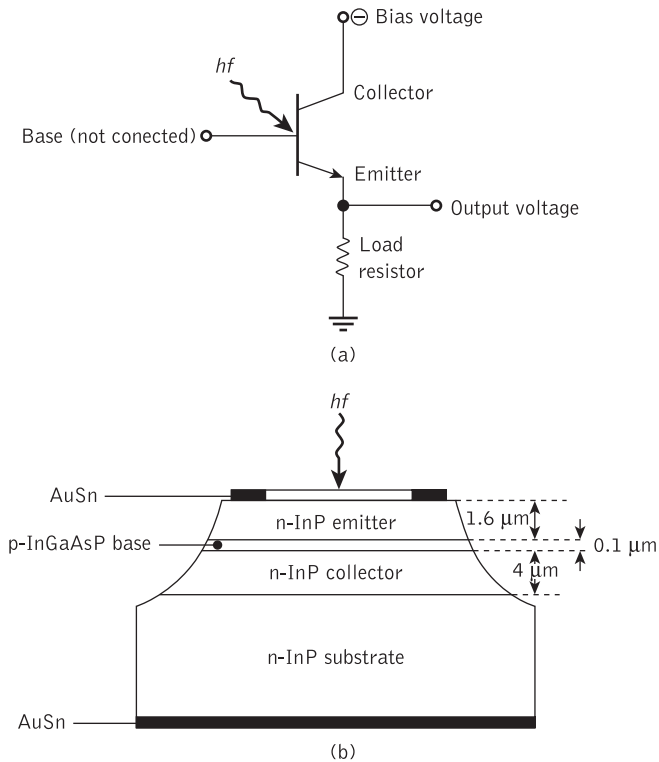 ⊖ Bias voltage
hf
Collector
Base (not conected)
Emitter
Output voltage
Load
resistor
(a)
hf
AuSn
n-InP emitter
1.6 μm
p-InGaAsP base
0.1 μm
n-InP collector
4 μm
n-InP substrate
AuSn
(b)